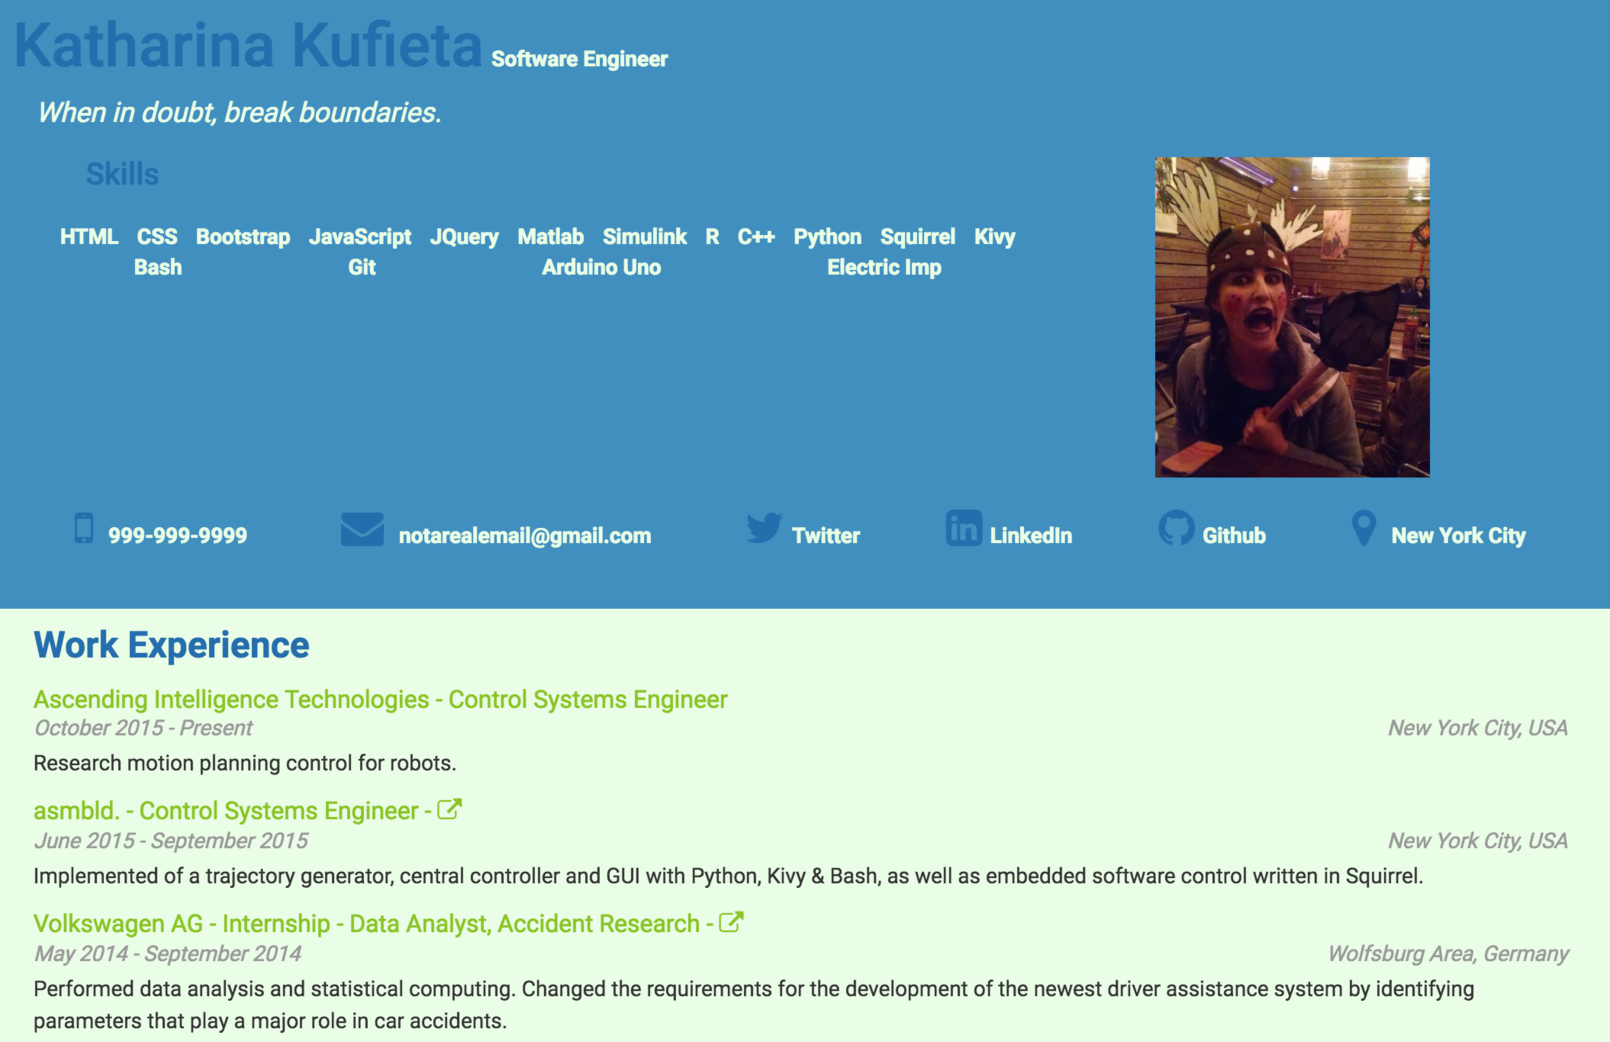 Katharina Kufieta Software Engineer
When in doubt, break boundaries.
Skills
HTML CSS Bootstrap JavaScript JQuery Matlab Simulink R C++ Python Squirrel Kivy
Bash Git Arduino Uno Electric Imp
999-999-9999 notarealemail@gmail.com Twitter LinkedIn Github New York City
Work Experience
Ascending Intelligence Technologies - Control Systems Engineer
October 2015 - Present New York City, USA
Research motion planning control for robots.
asmbld. - Control Systems Engineer -
June 2015 - September 2015 New York City, USA
Implemented of a trajectory generator, central controller and GUI with Python, Kivy & Bash, as well as embedded software control written in Squirrel.
Volkswagen AG - Internship - Data Analyst, Accident Research -
May 2014 - September 2014 Wolfsburg Area, Germany
Performed data analysis and statistical computing. Changed the requirements for the development of the newest driver assistance system by identifying
parameters that play a major role in car accidents.